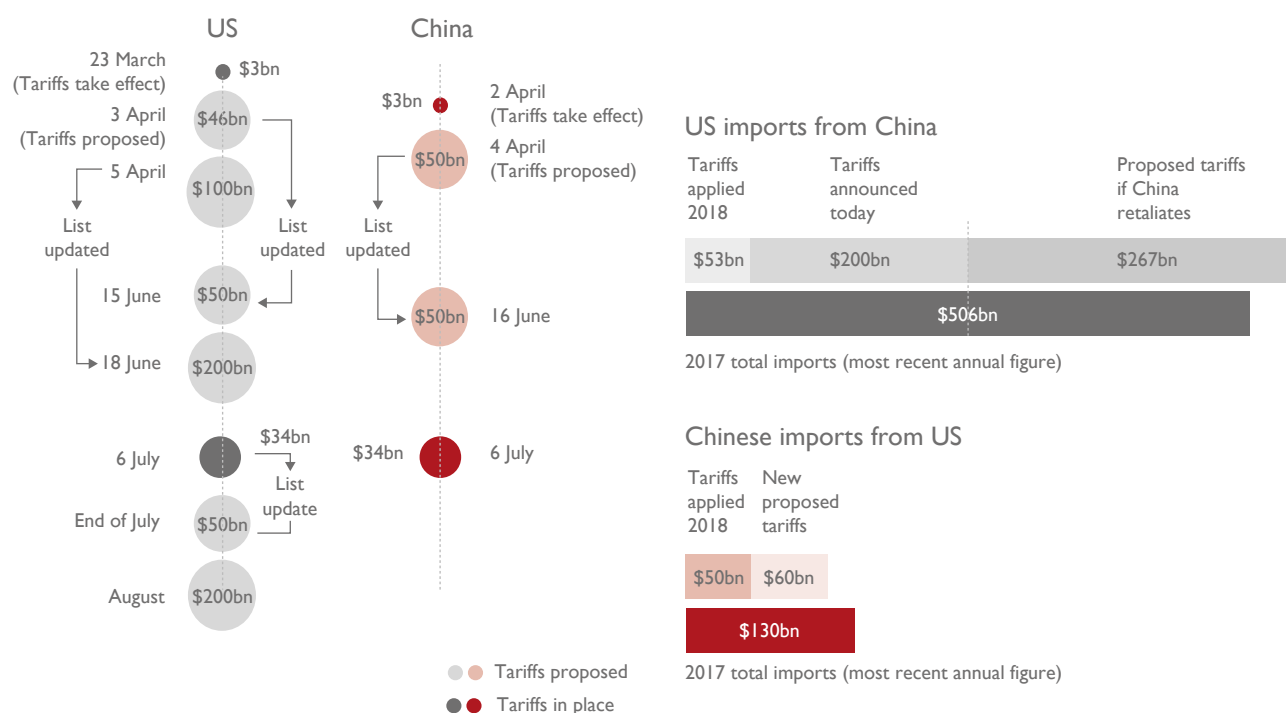 US
China
23 March
(Tariffs take effect)
$3bn
3 April
(Tariffs proposed)
$46bn
5 April
$100bn
List
updated
List
updated
15 June
$50bn
18 June
$200bn
6 July
$34bn
List
update
End of July
$50bn
August
$200bn
$3bn
2 April
(Tariffs take effect)
$50bn
4 April
(Tariffs proposed)
List
updated
$50bn
16 June
$34bn
6 July
Tariffs proposed
Tariffs in place
US imports from China
Tariffs
applied
2018
Tariffs
announced
today
Proposed tariffs
if China
retaliates
$53bn
$200bn
$267bn
$506bn
2017 total imports (most recent annual figure)
Chinese imports from US
Tariffs
applied
2018
New
proposed
tariffs
$50bn
$60bn
$130bn
2017 total imports (most recent annual figure)